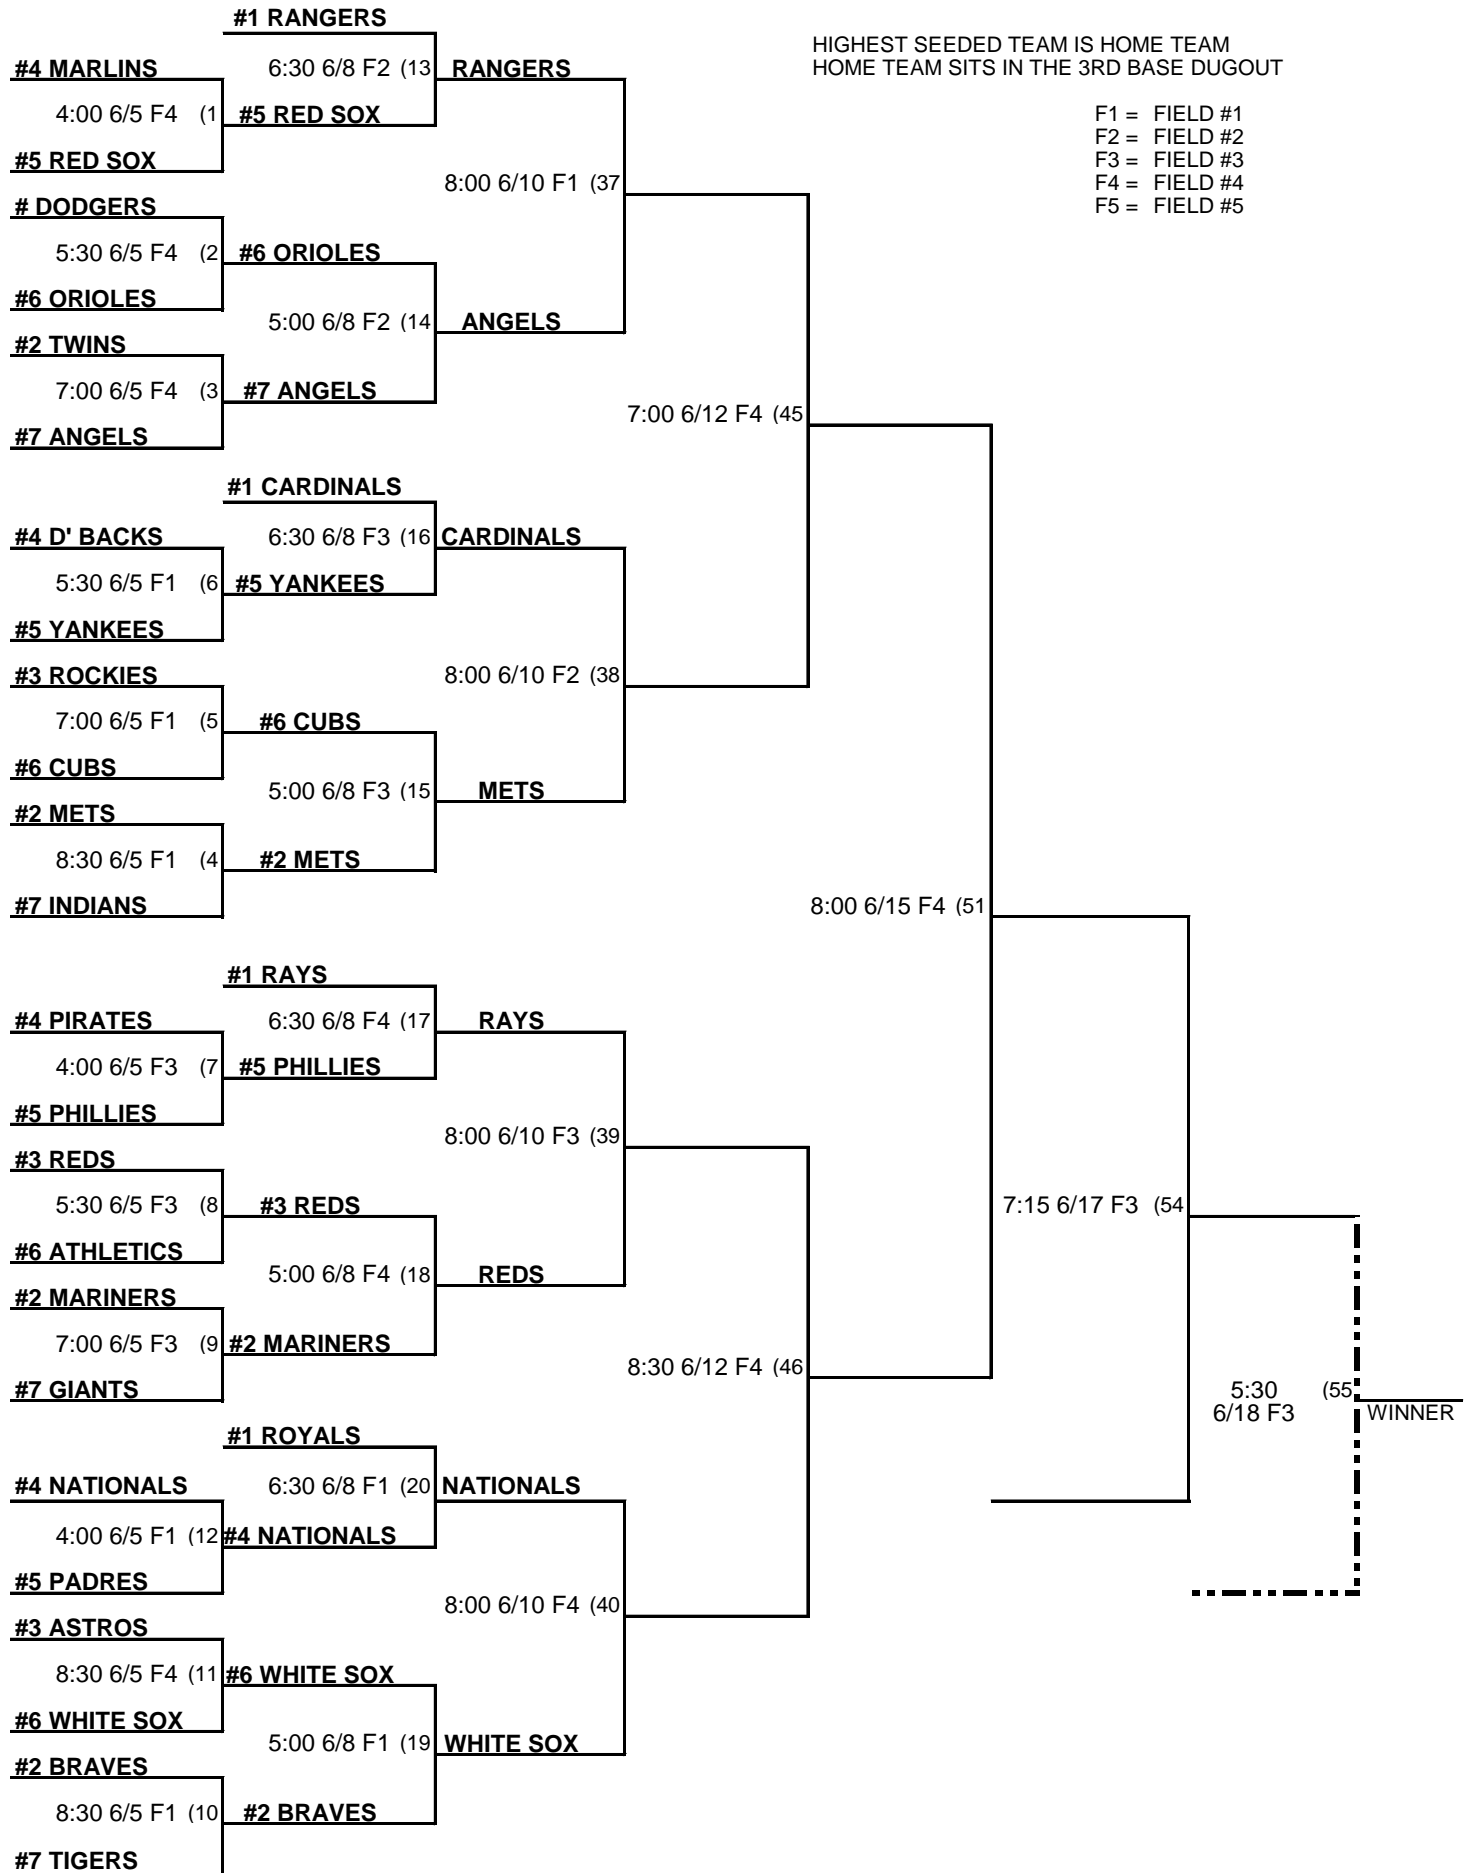 #1 RANGERS
HIGHEST SEEDED TEAM IS HOME TEAM
#4 MARLINS
6:30 6/8 F2 (13
RANGERS
HOME TEAM SITS IN THE 3RD BASE DUGOUT
4:00 6/5 F4 (1
#5 RED SOX
F1 = FIELD #1
F2 = FIELD #2
#5 RED SOX
F3 = FIELD #3
8:00 6/10 F1 (37
F4 = FIELD #4
# DODGERS
F5 = FIELD #5
5:30 6/5 F4 (2
#6 ORIOLES
#6 ORIOLES
5:00 6/8 F2 (14
ANGELS
#2 TWINS
7:00 6/5 F4 (3
#7 ANGELS
7:00 6/12 F4 (45
#7 ANGELS
#1 CARDINALS
#4 D' BACKS
6:30 6/8 F3 (16
CARDINALS
5:30 6/5 F1 (6
#5 YANKEES
#5 YANKEES
#3 ROCKIES
8:00 6/10 F2 (38
7:00 6/5 F1 (5
#6 CUBS
#6 CUBS
5:00 6/8 F3 (15
METS
#2 METS
8:30 6/5 F1 (4
#2 METS
#7 INDIANS
8:00 6/15 F4 (51
#1 RAYS
#4 PIRATES
6:30 6/8 F4 (17
RAYS
4:00 6/5 F3 (7
#5 PHILLIES
#5 PHILLIES
8:00 6/10 F3 (39
#3 REDS
5:30 6/5 F3 (8
#3 REDS
7:15 6/17 F3 (54
#6 ATHLETICS
5:00 6/8 F4 (18
REDS
#2 MARINERS
7:00 6/5 F3 (9
#2 MARINERS
8:30 6/12 F4 (46
#7 GIANTS
5:30 (55
6/18 F3
WINNER
#1 ROYALS
#4 NATIONALS
6:30 6/8 F1 (20
NATIONALS
4:00 6/5 F1 (12
#4 NATIONALS
#5 PADRES
8:00 6/10 F4 (40
#3 ASTROS
8:30 6/5 F4 (11
#6 WHITE SOX
#6 WHITE SOX
5:00 6/8 F1 (19
WHITE SOX
#2 BRAVES
8:30 6/5 F1 (10
#2 BRAVES
#7 TIGERS